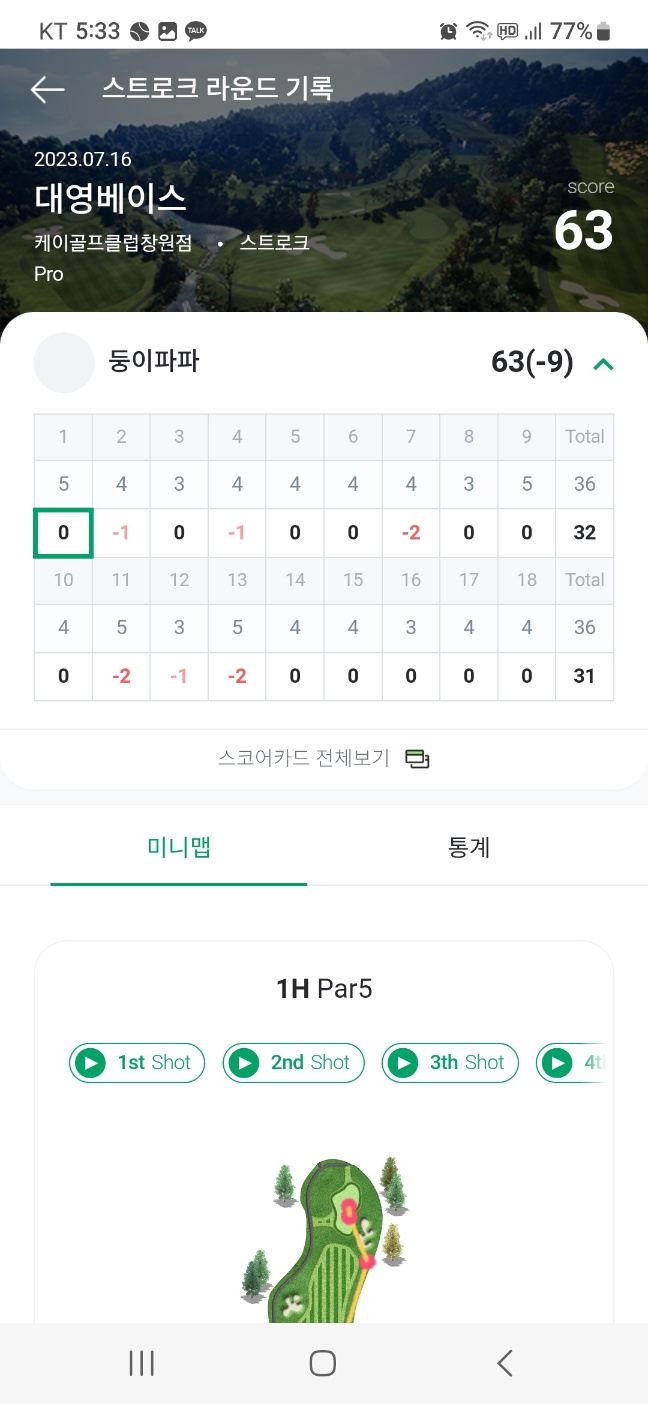 KT 5:33 TALK HD 77%
스트로크 라운드 기록
2023.07.16
대영베이스
score
63
케이골프클럽창원점 • 스트로크
Pro
둥이파파 63(-9)
1 2 3 4 5 6 7 8 9 Total
5 4 3 4 4 4 4 3 5 36
0 -1 0 -1 0 0 -2 0 0 32
10 11 12 13 14 15 16 17 18 Total
4 5 3 5 4 4 3 4 4 36
0 -2 -1 -2 0 0 0 0 0 31
스코어카드 전체보기
미니맵 통계
1H Par5
1st Shot 2nd Shot 3th Shot 4t